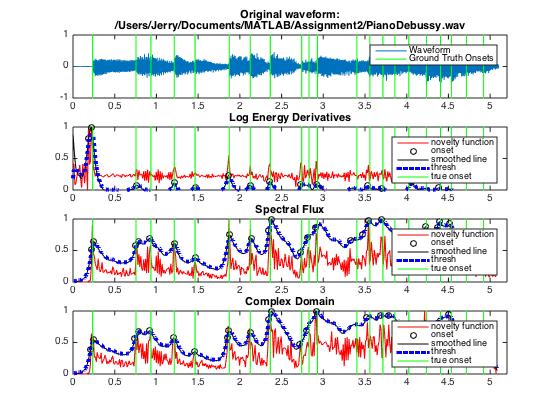 Original waveform:
/Users/Jerry/Documents/MATLAB/Assignment2/PianoDebussy.wav
1
0
-1
Waveform
Ground Truth Onsets
0 0.5 1 1.5 2 2.5 3 3.5 4 4.5 5
Log Energy Derivatives
1
0.5
0
novelty function
onset
smoothed line
thresh
true onset
0 0.5 1 1.5 2 2.5 3 3.5 4 4.5 5
Spectral Flux
1
0.5
0
novelty function
onset
smoothed line
thresh
true onset
0 0.5 1 1.5 2 2.5 3 3.5 4 4.5 5
Complex Domain
1
0.5
0
novelty function
onset
smoothed line
thresh
true onset
0 0.5 1 1.5 2 2.5 3 3.5 4 4.5 5